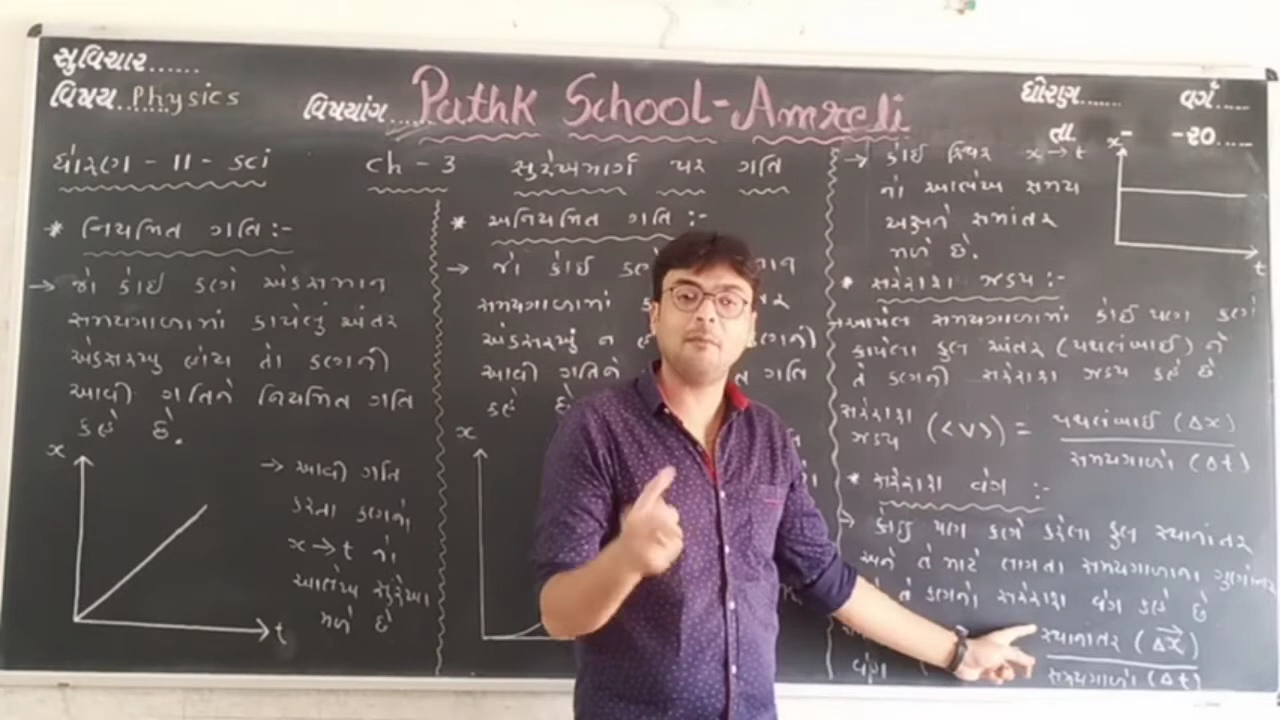 સુવિચાર......
વિષય...... Physics
વિષયાંગ..... Pathk School-Amreli
ધોરણ....... વર્ગ.....
તા - -૨૦....
ધોરણ - 11 - sci
ch - 3 સુરેખમાર્ગ પર ગતિ
* નિયમિત ગતિ :-
→ જો કોઈ કણે એકસમાન
સમયગાળામાં કાપેલું અંતર
એકસરખુ હોય તો કણની
આવી ગતિને નિયમિત ગતિ
કહે છે.
x
t
→ આવી ગતિ
કરતા કણનો
x → t નો
આલેખ સુરેખ
મળે છે
* અનિયમિત ગતિ :-
→ જો કોઈ
સમયગાળામાં
એકસરખું ન
આવી ગતિને ગતિ
કહે
x
→ કોઈ સ્થિર x → t
નો આલેખ સમય
અક્ષને સમાંતર
મળે છે.
x
t
* સરેરાશ ઝડપ :-
→ આપેલ સમયગાળામાં કોઈ પણ કણે
કાપેલા કુલ અંતર (પથલંબાઈ) ને
તે કણની સરેરાશ ઝડપ કહે છે
સરેરાશ ઝડપ (<v>) = પથલંબાઈ (Δx)
સમયગાળો (Δt)
* સરેરાશ વેગ :-
→ કોઈ પણ કણે કરેલા કુલ સ્થાનાંતર
અને તે માટે લાગતા સમયગાળાના ગુણોત્તર
તે કણનો સરેરાશ વેગ કહે છે
વેગ
સ્થાનાંતર (Δx⃗)
સમયગાળો (Δt)